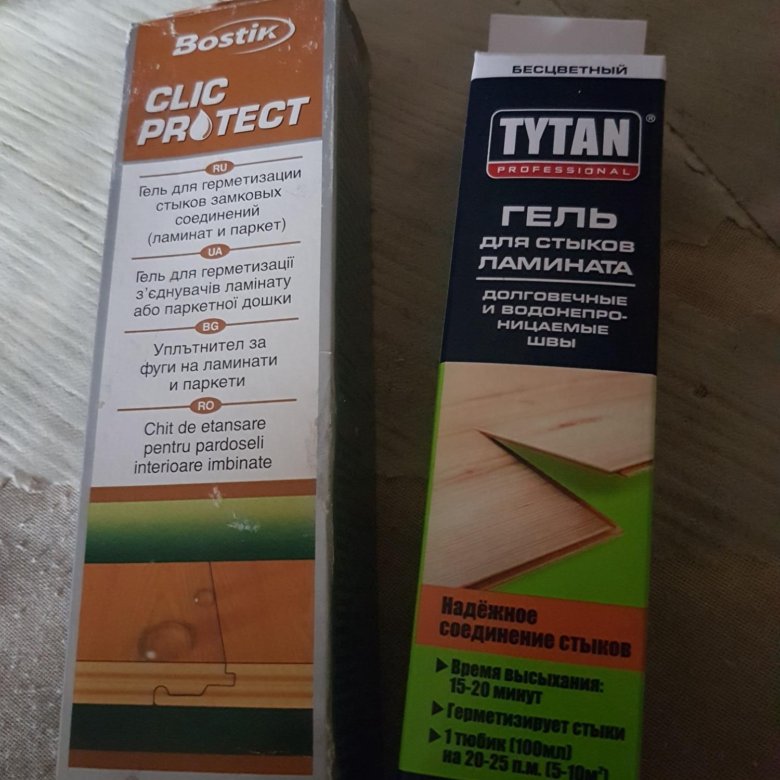 Bostik
CLIC
PROTECT
RU
Гель для герметизации
стыков замковых
соединений
(ламинат и паркет)
UA
Гель для герметизації
з’єднувачів ламінату
або паркетної дошки
BG
Уплътнител за
фуги на ламинати
и паркети
RO
Chit de etansare
pentru pardoseli
interioare imbinate
БЕСЦВЕТНЫЙ
TYTAN®
PROFESSIONAL
ГЕЛЬ
ДЛЯ СТЫКОВ
ЛАМИНАТА
ДОЛГОВЕЧНЫЕ
И ВОДОНЕПРО-
НИЦАЕМЫЕ
ШВЫ
Надёжное
соединение стыков
Время высыхания:
15-20 минут
Герметизирует стыки
1 тюбик (100мл)
на 20-25 п.м. (5-10м²)